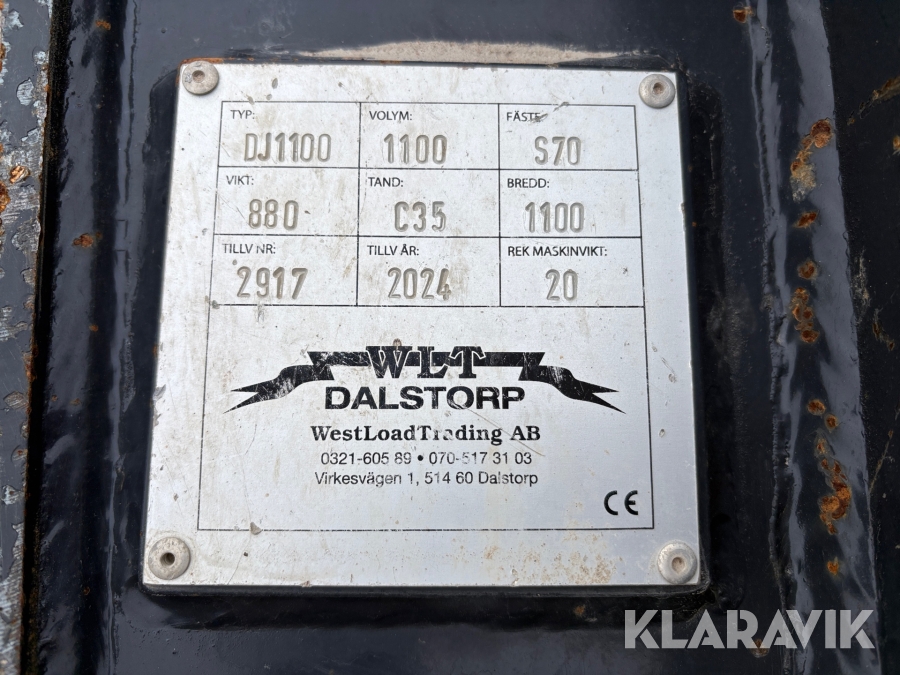 TYP: VOLYM: FÄSTE:
DJ1100 1100 S70
VIKT: TAND: BREDD:
880 C35 1100
TILLV NR: TILLV ÅR: REK MASKINVIKT:
2917 2024 20
WLT
DALSTORP
WestLoadTrading AB
0321-605 89 • 070-517 31 03
Virkesvägen 1, 514 60 Dalstorp
CE
KLARAVIK